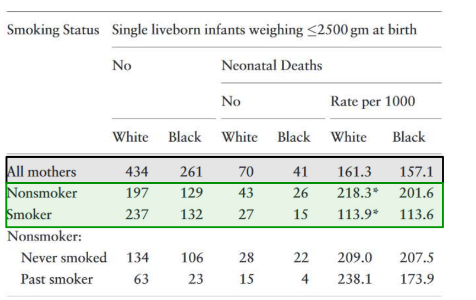 Smoking Status Single liveborn infants weighing ≤2500 gm at birth
No Neonatal Deaths
No Rate per 1000
White Black White Black White Black
All mothers 434 261 70 41 161.3 157.1
Nonsmoker 197 129 43 26 218.3* 201.6
Smoker 237 132 27 15 113.9* 113.6
Nonsmoker:
Never smoked 134 106 28 22 209.0 207.5
Past smoker 63 23 15 4 238.1 173.9